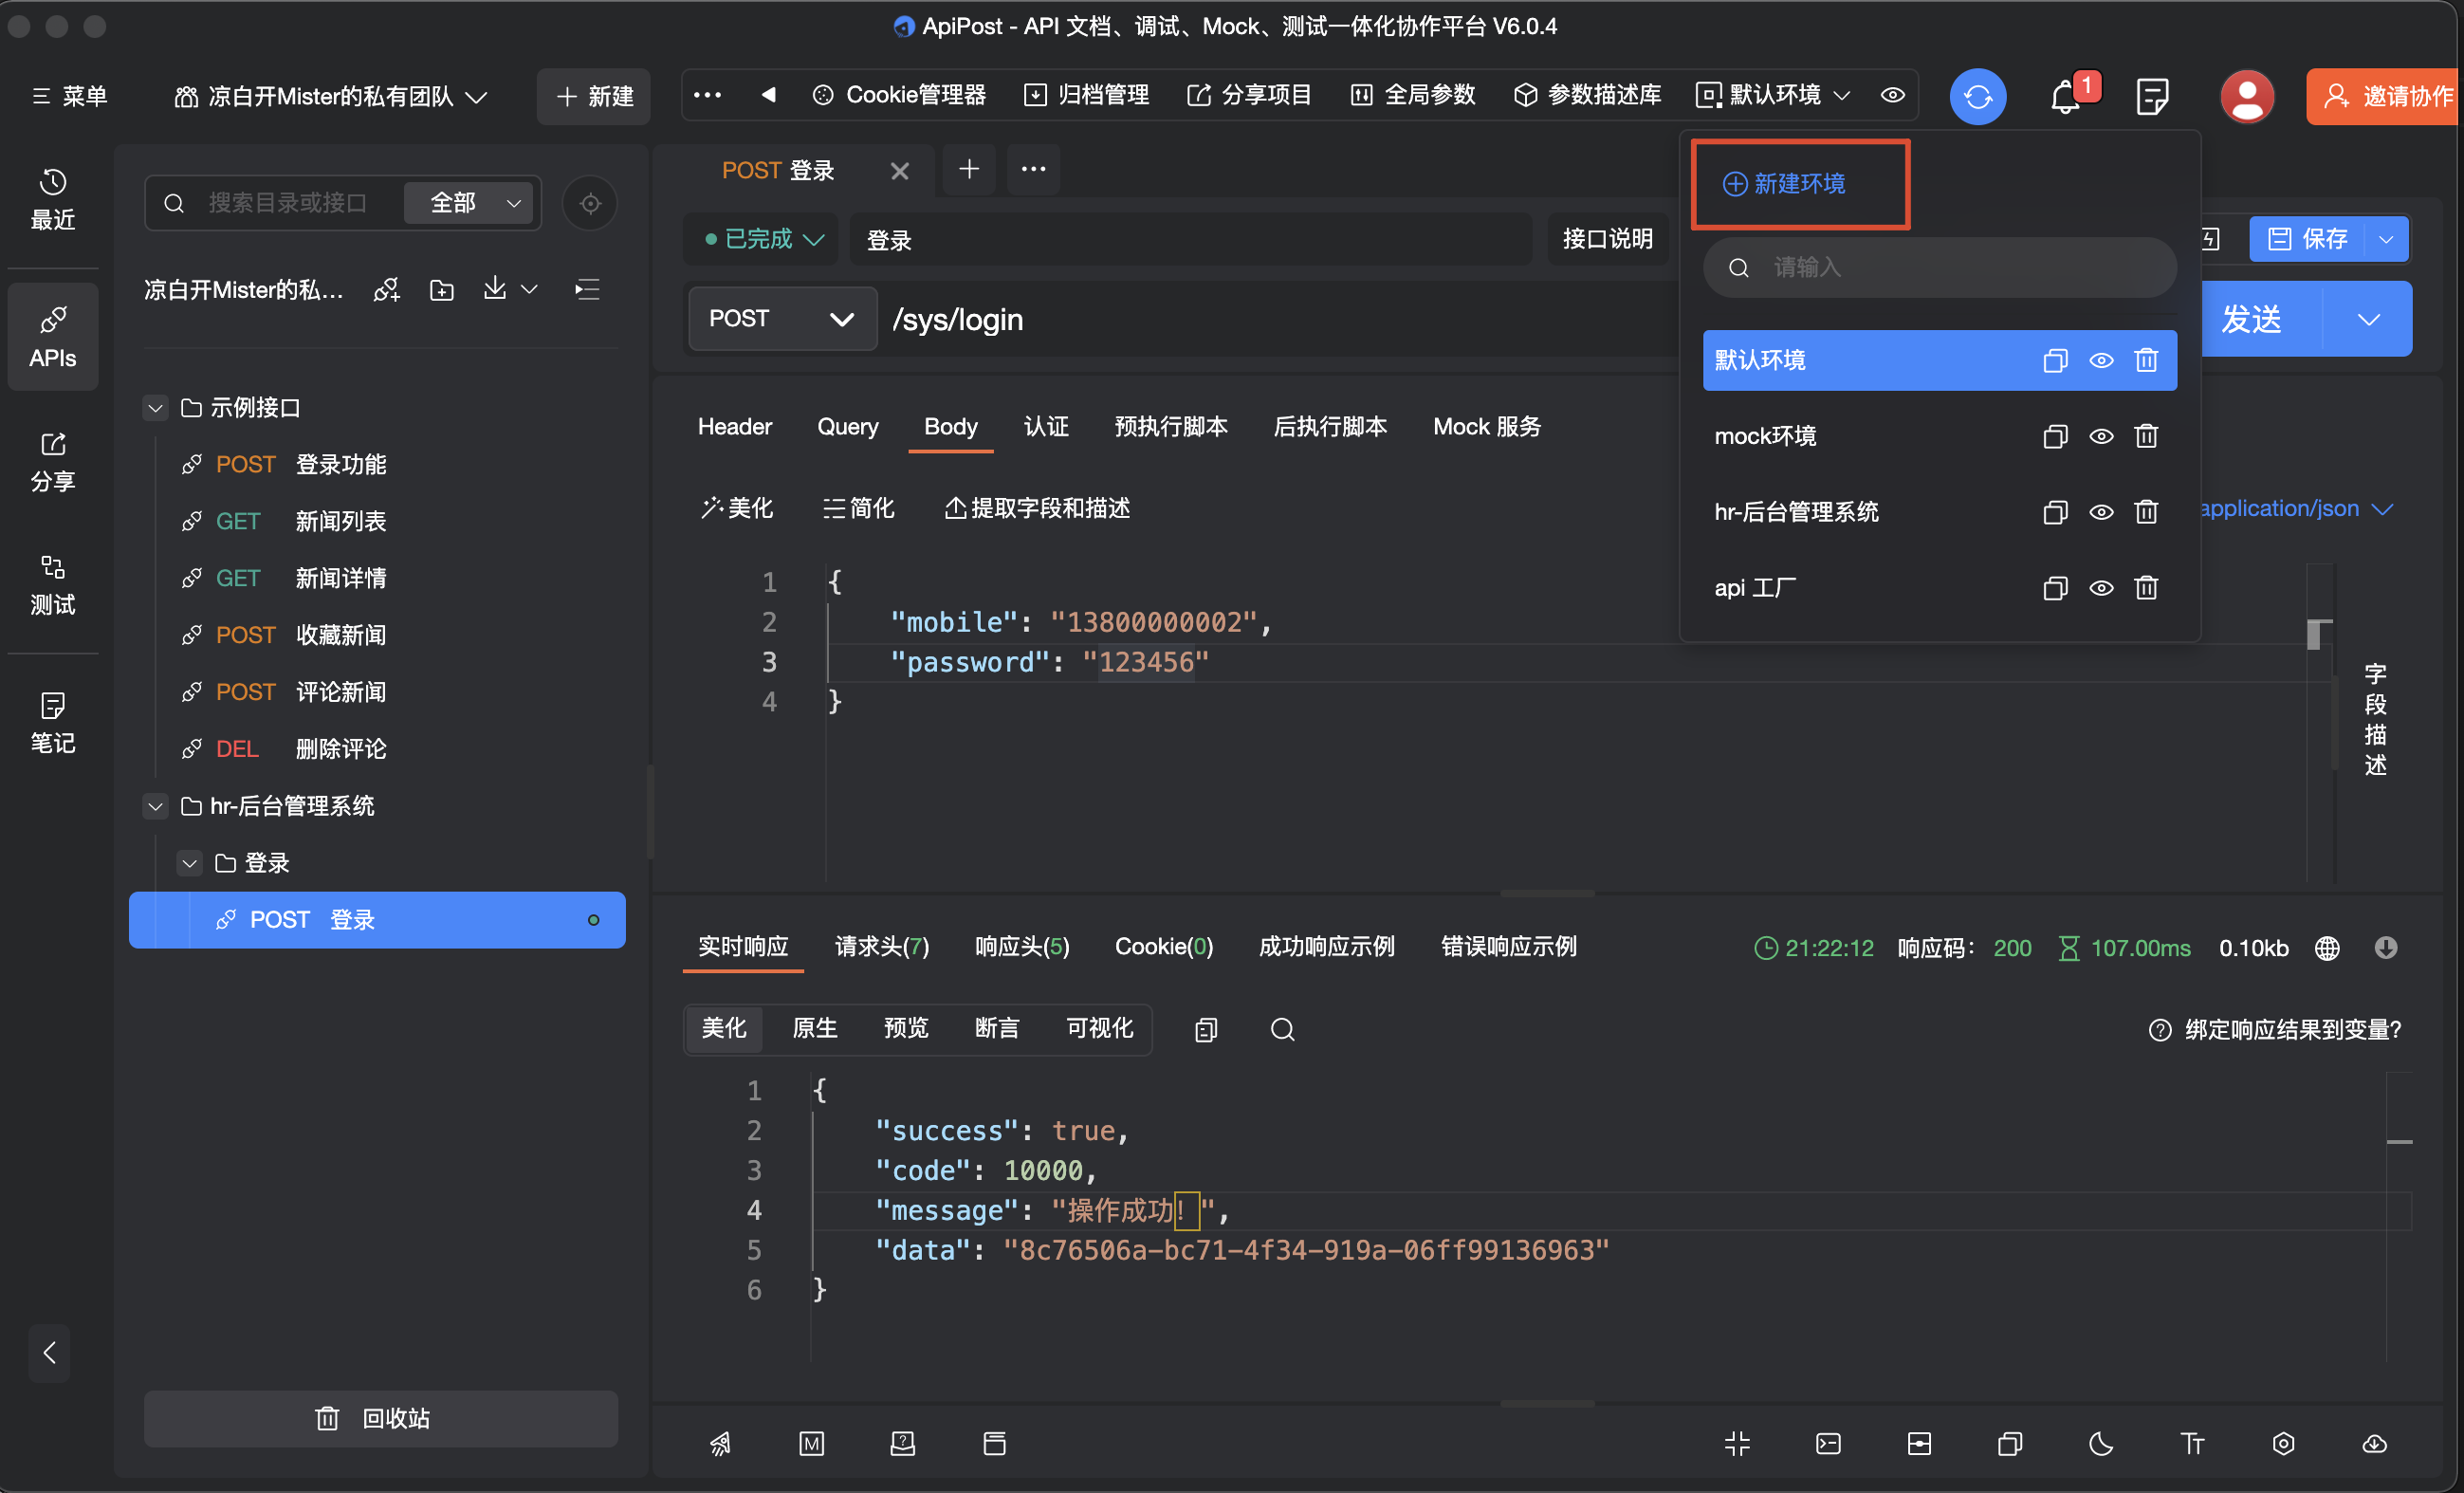 ApiPost - API 文档、调试、Mock、测试一体化协作平台 V6.0.4
菜单
凉白开Mister的私有团队
新建
Cookie管理器
归档管理
分享项目
全局参数
参数描述库
默认环境
1
邀请协作
最近
APIs
分享
测试
笔记
搜索目录或接口
全部
凉白开Mister的私...
示例接口
POST 登录功能
GET 新闻列表
GET 新闻详情
POST 收藏新闻
POST 评论新闻
DEL 删除评论
hr-后台管理系统
登录
POST 登录
回收站
POST 登录
已完成
登录
接口说明
保存
POST
/sys/login
发送
新建环境
请输入
默认环境
mock环境
hr-后台管理系统
api 工厂
Header Query Body 认证 预执行脚本 后执行脚本 Mock 服务
美化 简化 提取字段和描述
application/json
1 {
2 "mobile": "13800000002",
3 "password": "123456"
4 }
字段描述
实时响应 请求头(7) 响应头(5) Cookie(0) 成功响应示例 错误响应示例
21:22:12 响应码: 200 107.00ms 0.10kb
美化 原生 预览 断言 可视化
绑定响应结果到变量?
1 {
2 "success": true,
3 "code": 10000,
4 "message": "操作成功！",
5 "data": "8c76506a-bc71-4f34-919a-06ff99136963"
6 }